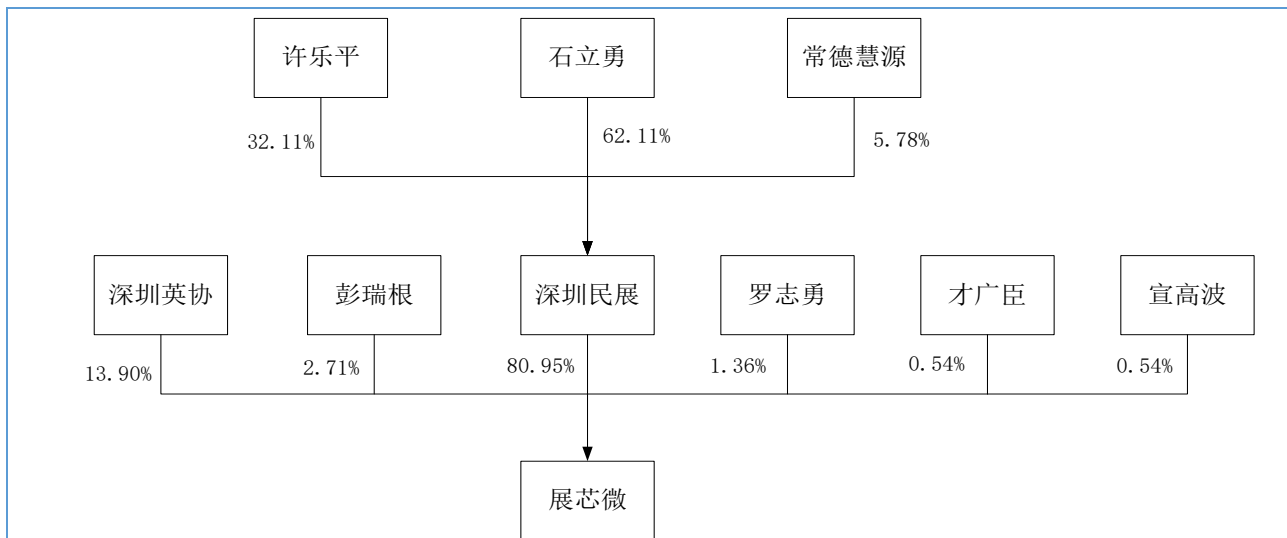 许乐平
石立勇
常德慧源
32.11%
62.11%
5.78%
深圳英协
彭瑞根
深圳民展
罗志勇
才广臣
宣高波
13.90%
2.71%
80.95%
1.36%
0.54%
0.54%
展芯微